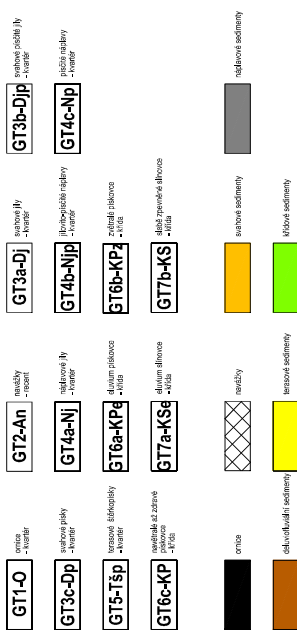 GT1-O
ornice
- kvartér
GT2-An
navážky
- recent
GT3a-Dj
svahové jíly
- kvartér
GT3b-Djp
svahové písčité jíly
- kvartér
GT3c-Dp
svahové písky
- kvartér
GT4a-Nj
náplavové jíly
- kvartér
GT4b-Njp
jílovito-písčité náplavy
- kvartér
GT4c-Np
písčité náplavy
- kvartér
GT5-Tšp
terasové štěrkopísky
- kvartér
GT6a-KPe
eluvium pískovce
- křída
GT6b-KPz
zvětralé pískovce
- křída
GT6c-KP
navětralé až zdravé
pískovce
- křída
GT7a-KSe
eluvium slínovce
- křída
GT7b-KS
slabě zpevněné slínovce
- křída
ornice
navážky
svahové sedimenty
náplavové sedimenty
deluviofluviální sedimenty
terasové sedimenty
křídové sedimenty